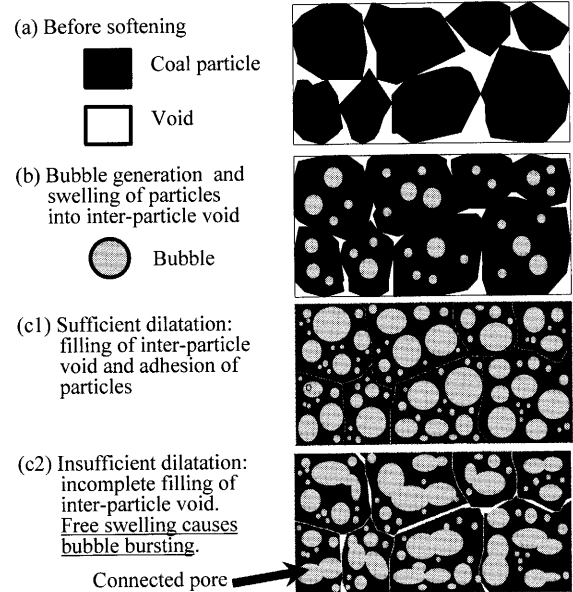 (a) Before softening
Coal particle
Void
(b) Bubble generation and
swelling of particles
into inter-particle void
Bubble
(c1) Sufficient dilatation:
filling of inter-particle
void and adhesion of
particles
(c2) Insufficient dilatation:
incomplete filling of
inter-particle void.
Free swelling causes
bubble bursting.
Connected pore